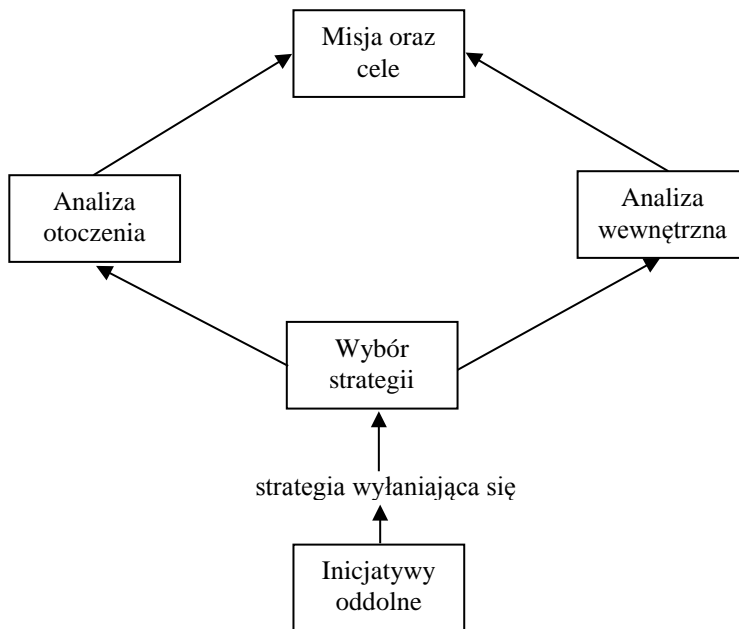 Misja oraz
cele
Analiza
otoczenia
Analiza
wewnętrzna
Wybór
strategii
strategia wyłaniająca się
Inicjatywy
oddolne